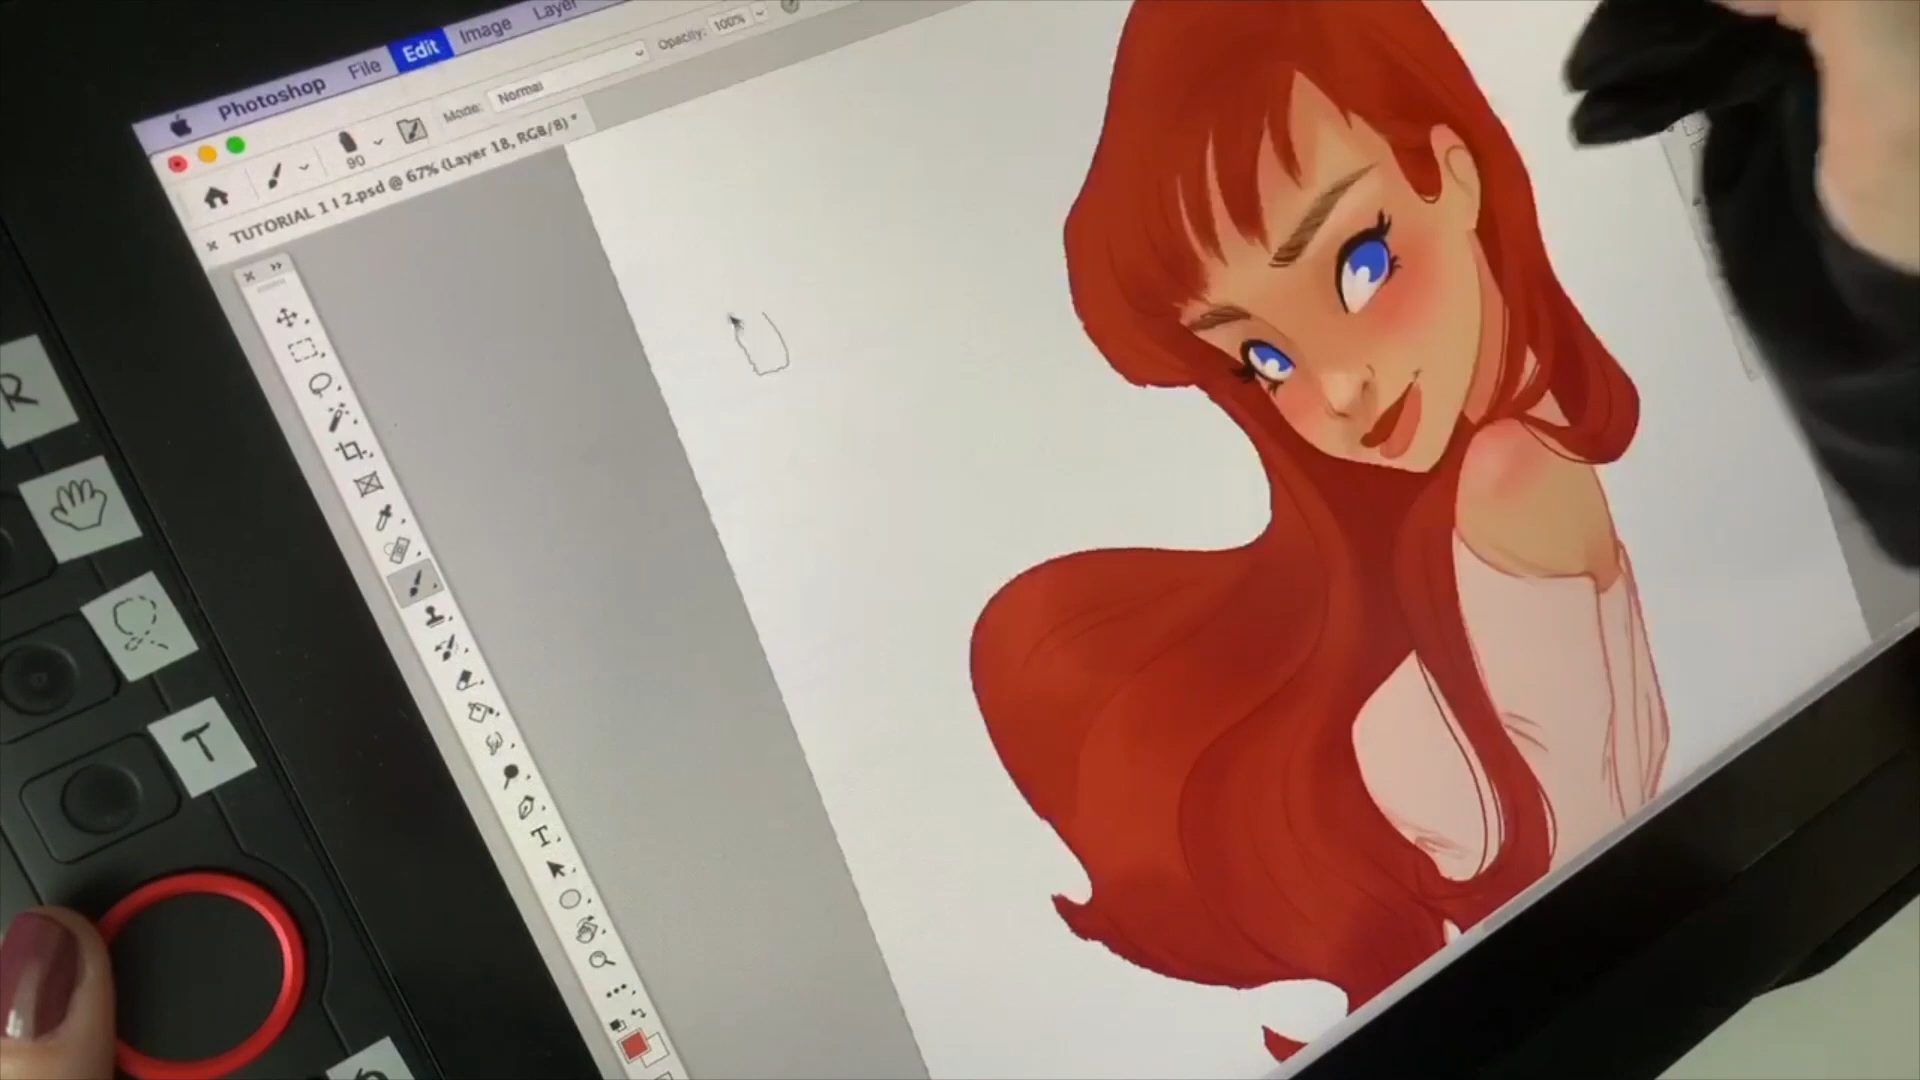 Photoshop File Edit Image Layer
90 Mode: Normal Opacity: 100%
TUTORIAL 1 I 2.psd @ 67% (Layer 18, RGB/8) *
R
T
T